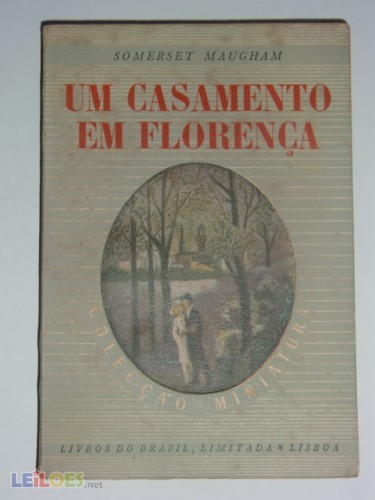 SOMERSET MAUGHAM
UM CASAMENTO
EM FLORENÇA
COLECÇÃO MINIATURA
LIVROS DO BRASIL, LIMITADA * LISBOA
LEiLOES.net